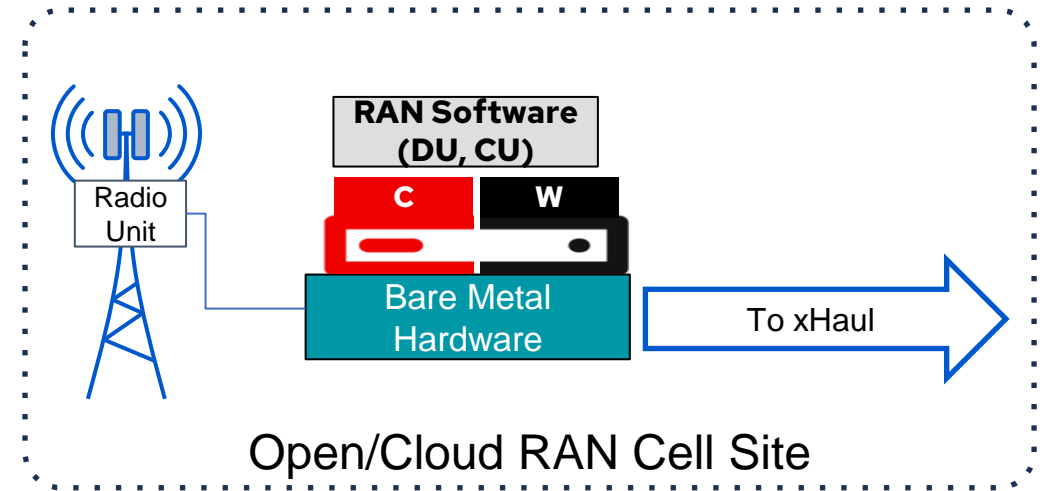 RAN Software
(DU, CU)
C
W
Radio
Unit
Bare Metal
Hardware
To xHaul
Open/Cloud RAN Cell Site